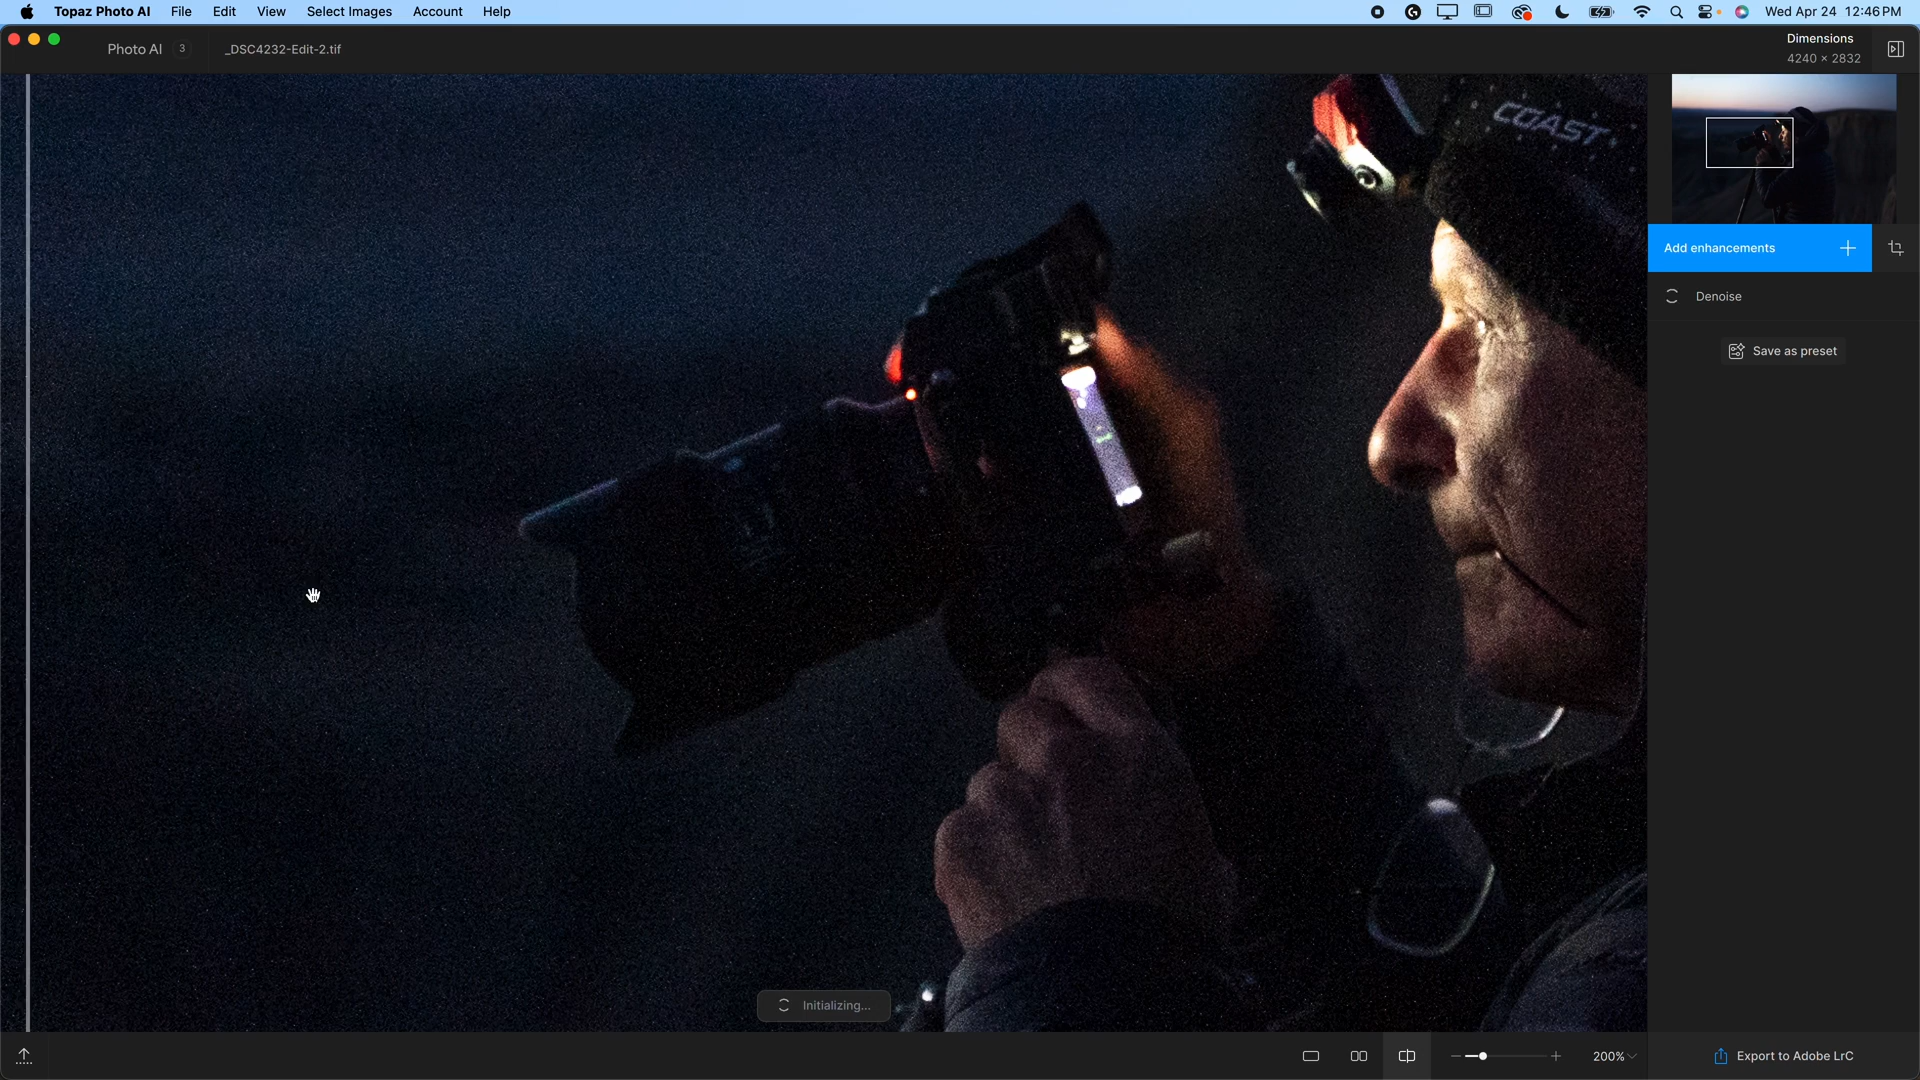 Topaz Photo AI File Edit View Select Images Account Help Wed Apr 24 12:46 PM
Photo AI 3 _DSC4232-Edit-2.tif
Dimensions
4240 × 2832
COAST
Add enhancements
Denoise
Save as preset
Initializing...
200%
Export to Adobe LrC